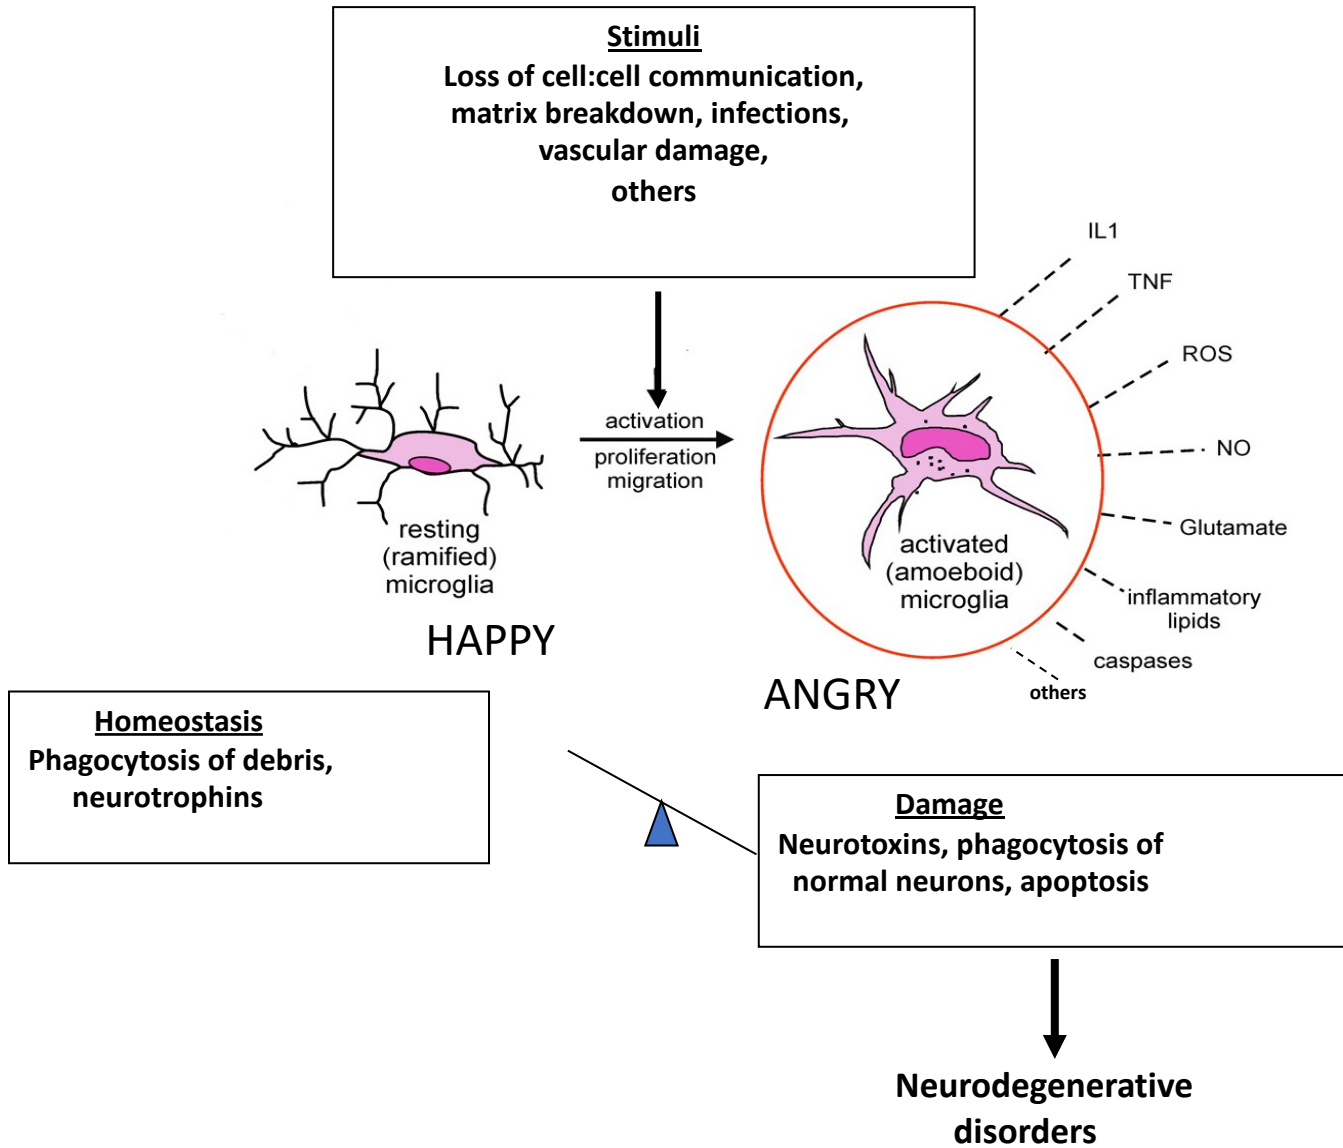 Stimuli
Loss of cell:cell communication,
matrix breakdown, infections,
vascular damage,
others
IL1
TNF
ROS
NO
Glutamate
inflammatory
lipids
caspases
others
activation
proliferation
migration
resting
(ramified)
microglia
HAPPY
activated
(amoeboid)
microglia
ANGRY
Homeostasis
Phagocytosis of debris,
neurotrophins
Damage
Neurotoxins, phagocytosis of
normal neurons, apoptosis
Neurodegenerative
disorders